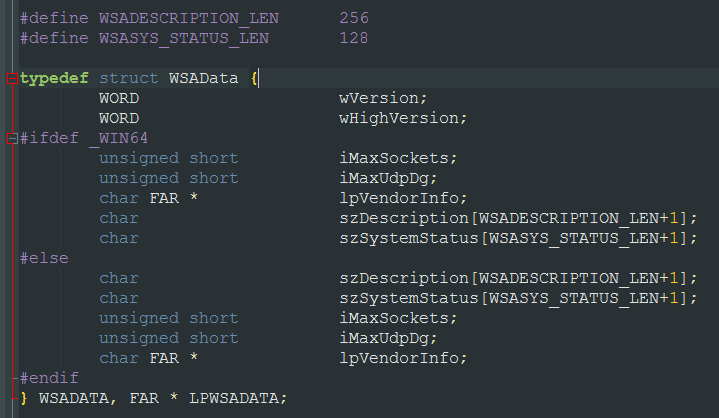 #define WSADESCRIPTION_LEN      256
#define WSASYS_STATUS_LEN       128
typedef struct WSAData {
        WORD                    wVersion;
        WORD                    wHighVersion;
#ifdef _WIN64
        unsigned short          iMaxSockets;
        unsigned short          iMaxUdpDg;
        char FAR *              lpVendorInfo;
        char                    szDescription[WSADESCRIPTION_LEN+1];
        char                    szSystemStatus[WSASYS_STATUS_LEN+1];
#else
        char                    szDescription[WSADESCRIPTION_LEN+1];
        char                    szSystemStatus[WSASYS_STATUS_LEN+1];
        unsigned short          iMaxSockets;
        unsigned short          iMaxUdpDg;
        char FAR *              lpVendorInfo;
#endif
} WSADATA, FAR * LPWSADATA;